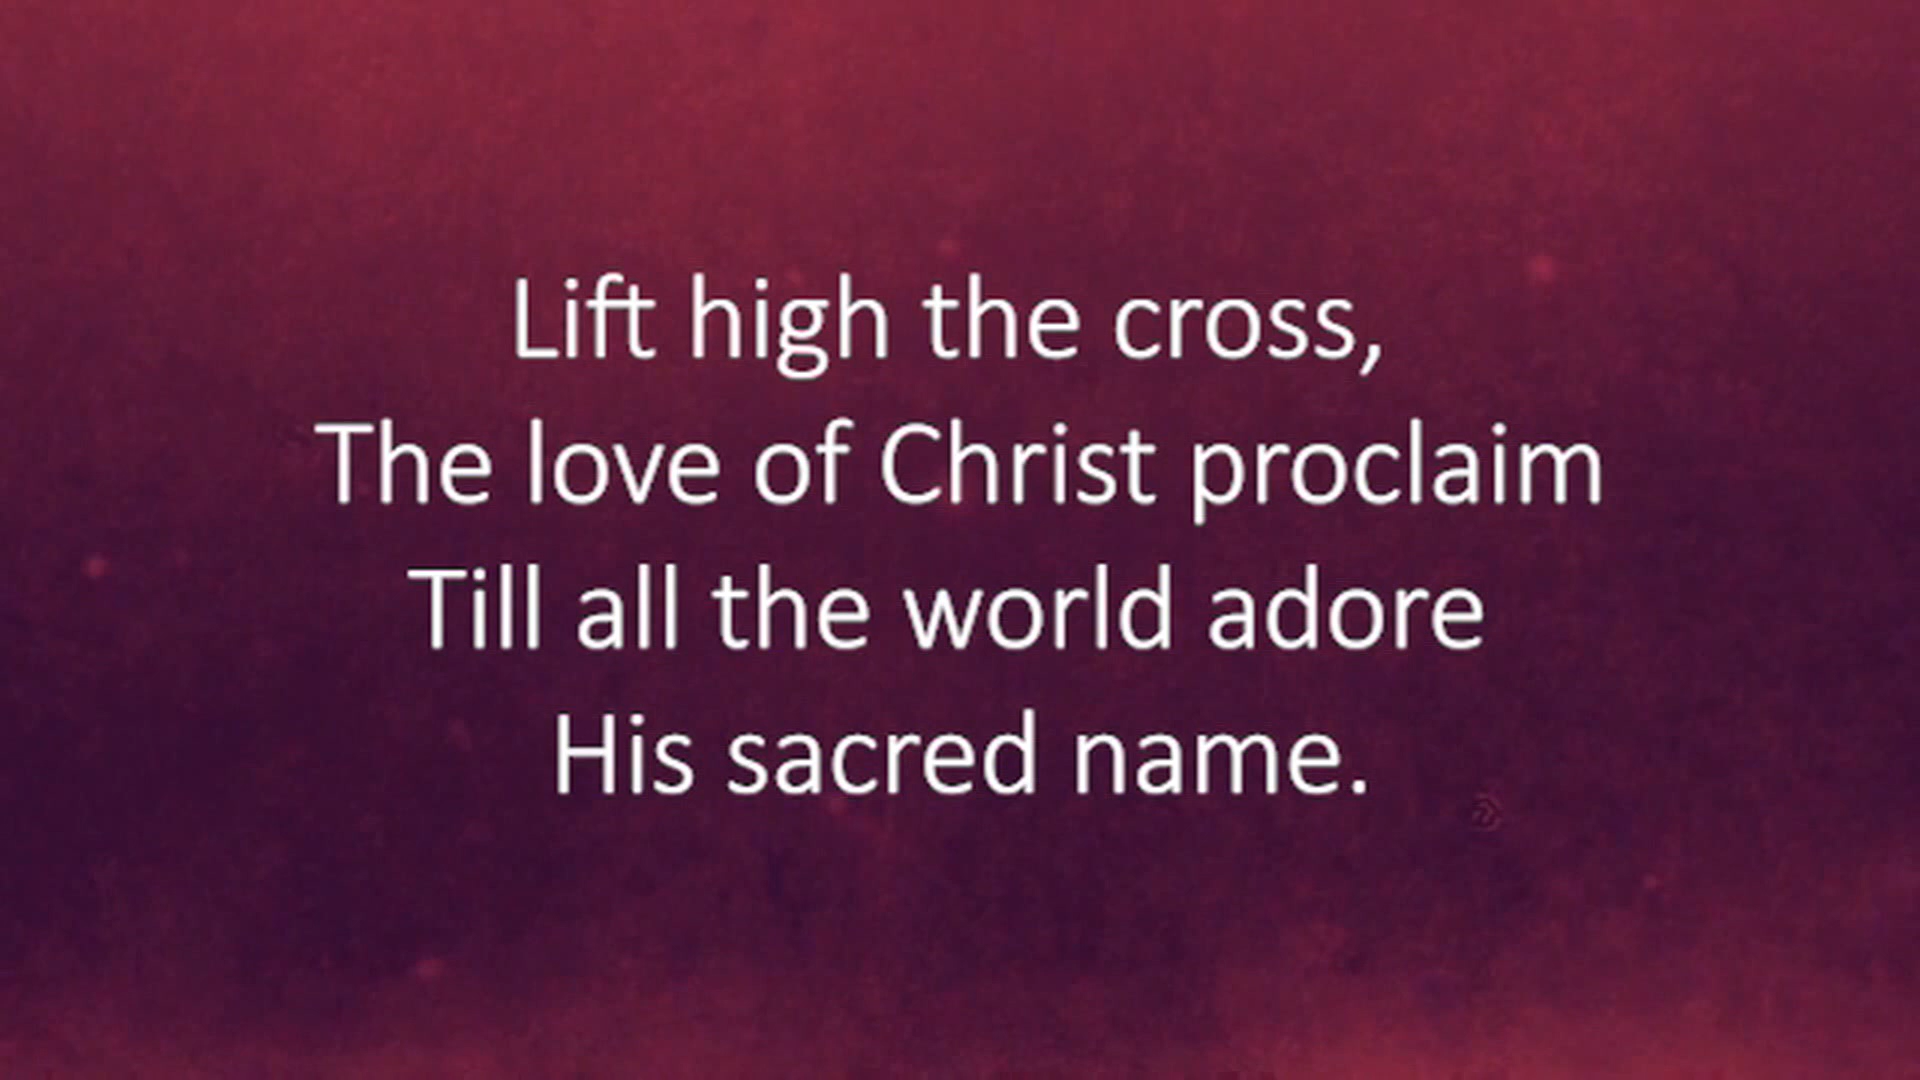 Lift high the cross,
The love of Christ proclaim
Till all the world adore
His sacred name.